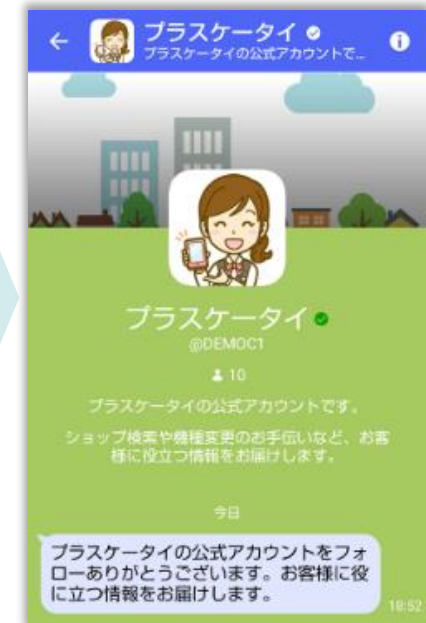 プラスケータイ
プラスケータイの公式アカウントで...
プラスケータイ
@DEMOC1
10
プラスケータイの公式アカウントです。
ショップ検索や機種変更のお手伝いなど、お客
様に役立つ情報をお届けします。
今日
プラスケータイの公式アカウントをフォ
ローありがとうございます。お客様に役
に立つ情報をお届けします。
18:52